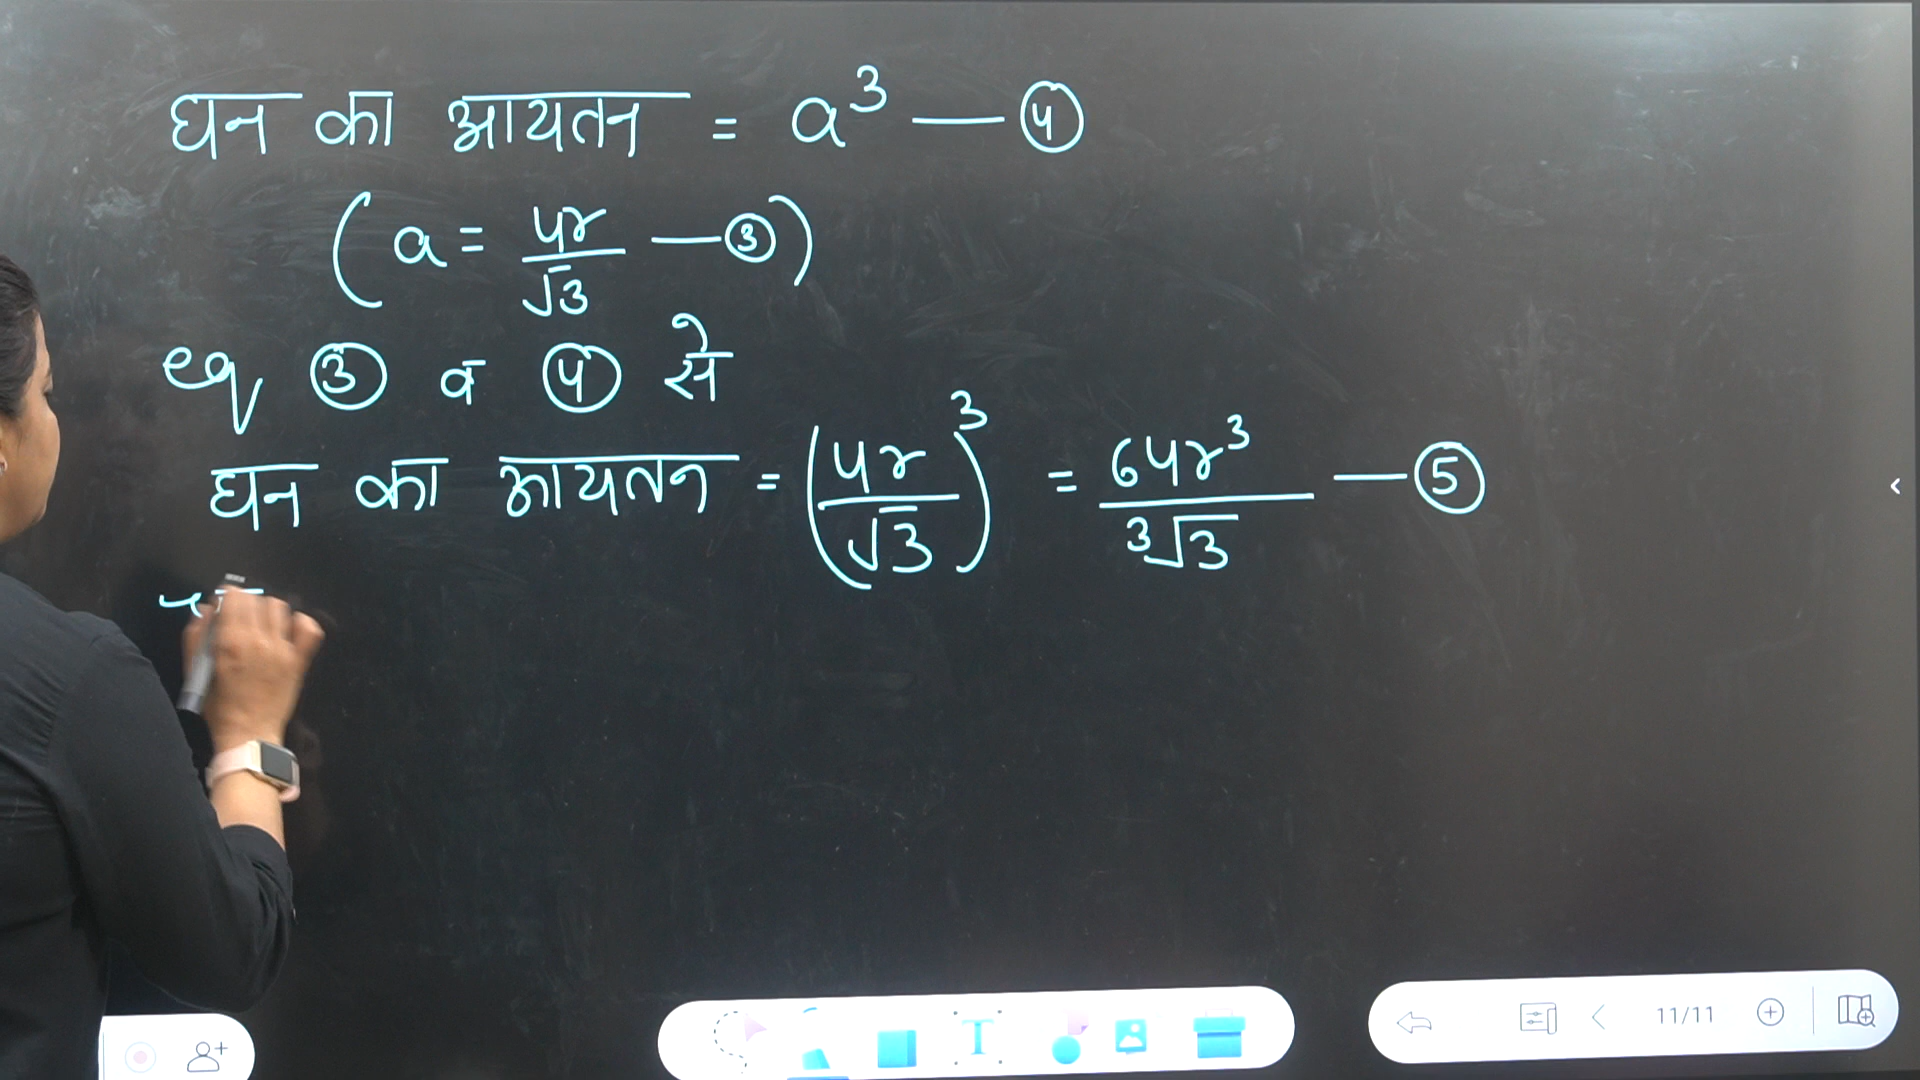 घन का आयतन = a³ — ④
( a = 4r/√3 — ③ )
eq ③ व ④ से
घन का आयतन = (4r/√3)³ = 64r³/3√3 — ⑤
T
11/11